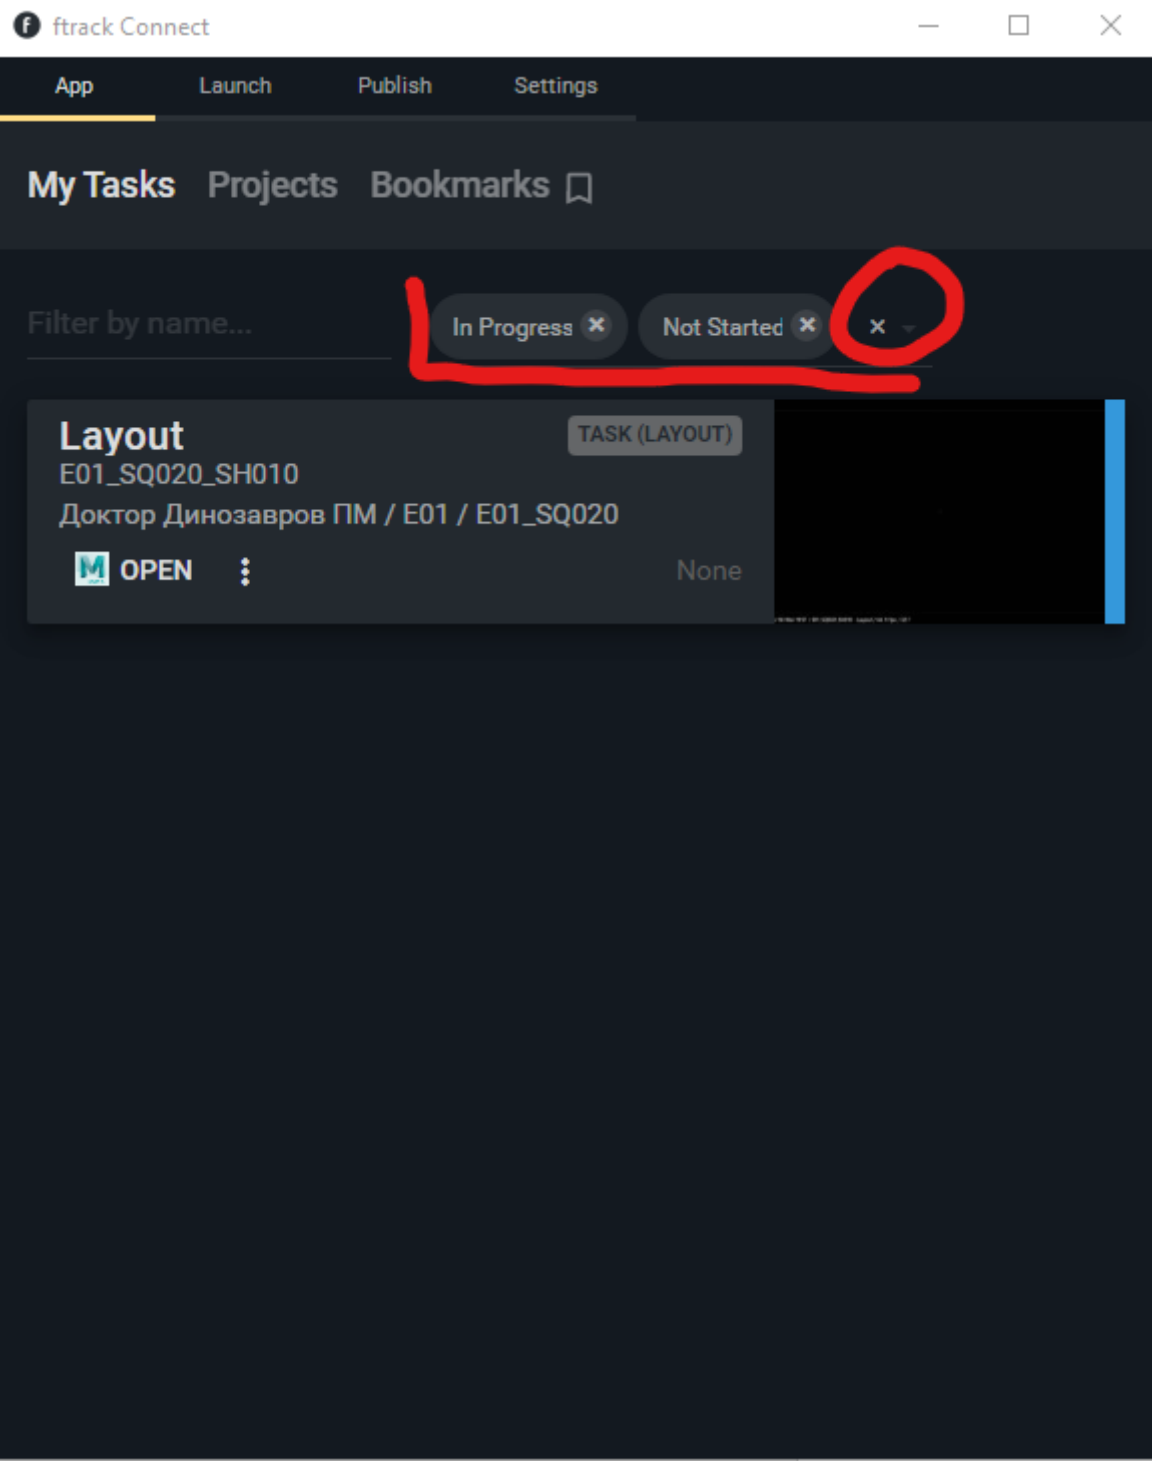 ftrack Connect
App Launch Publish Settings
My Tasks Projects Bookmarks
Filter by name... In Progress Not Started
Layout TASK (LAYOUT)
E01_SQ020_SH010
Доктор Динозавров ПМ / E01 / E01_SQ020
OPEN None